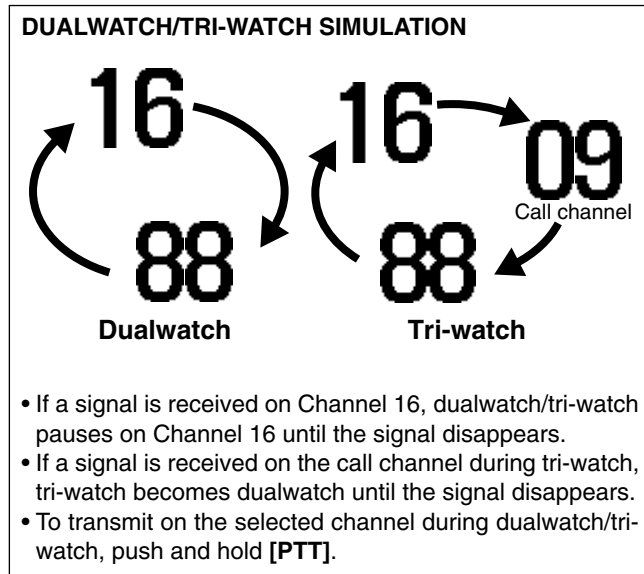 DUALWATCH/TRI-WATCH SIMULATION
16
88
Dualwatch
16
09
Call channel
88
Tri-watch
• If a signal is received on Channel 16, dualwatch/tri-watch
pauses on Channel 16 until the signal disappears.
• If a signal is received on the call channel during tri-watch,
tri-watch becomes dualwatch until the signal disappears.
• To transmit on the selected channel during dualwatch/tri-
watch, push and hold [PTT].